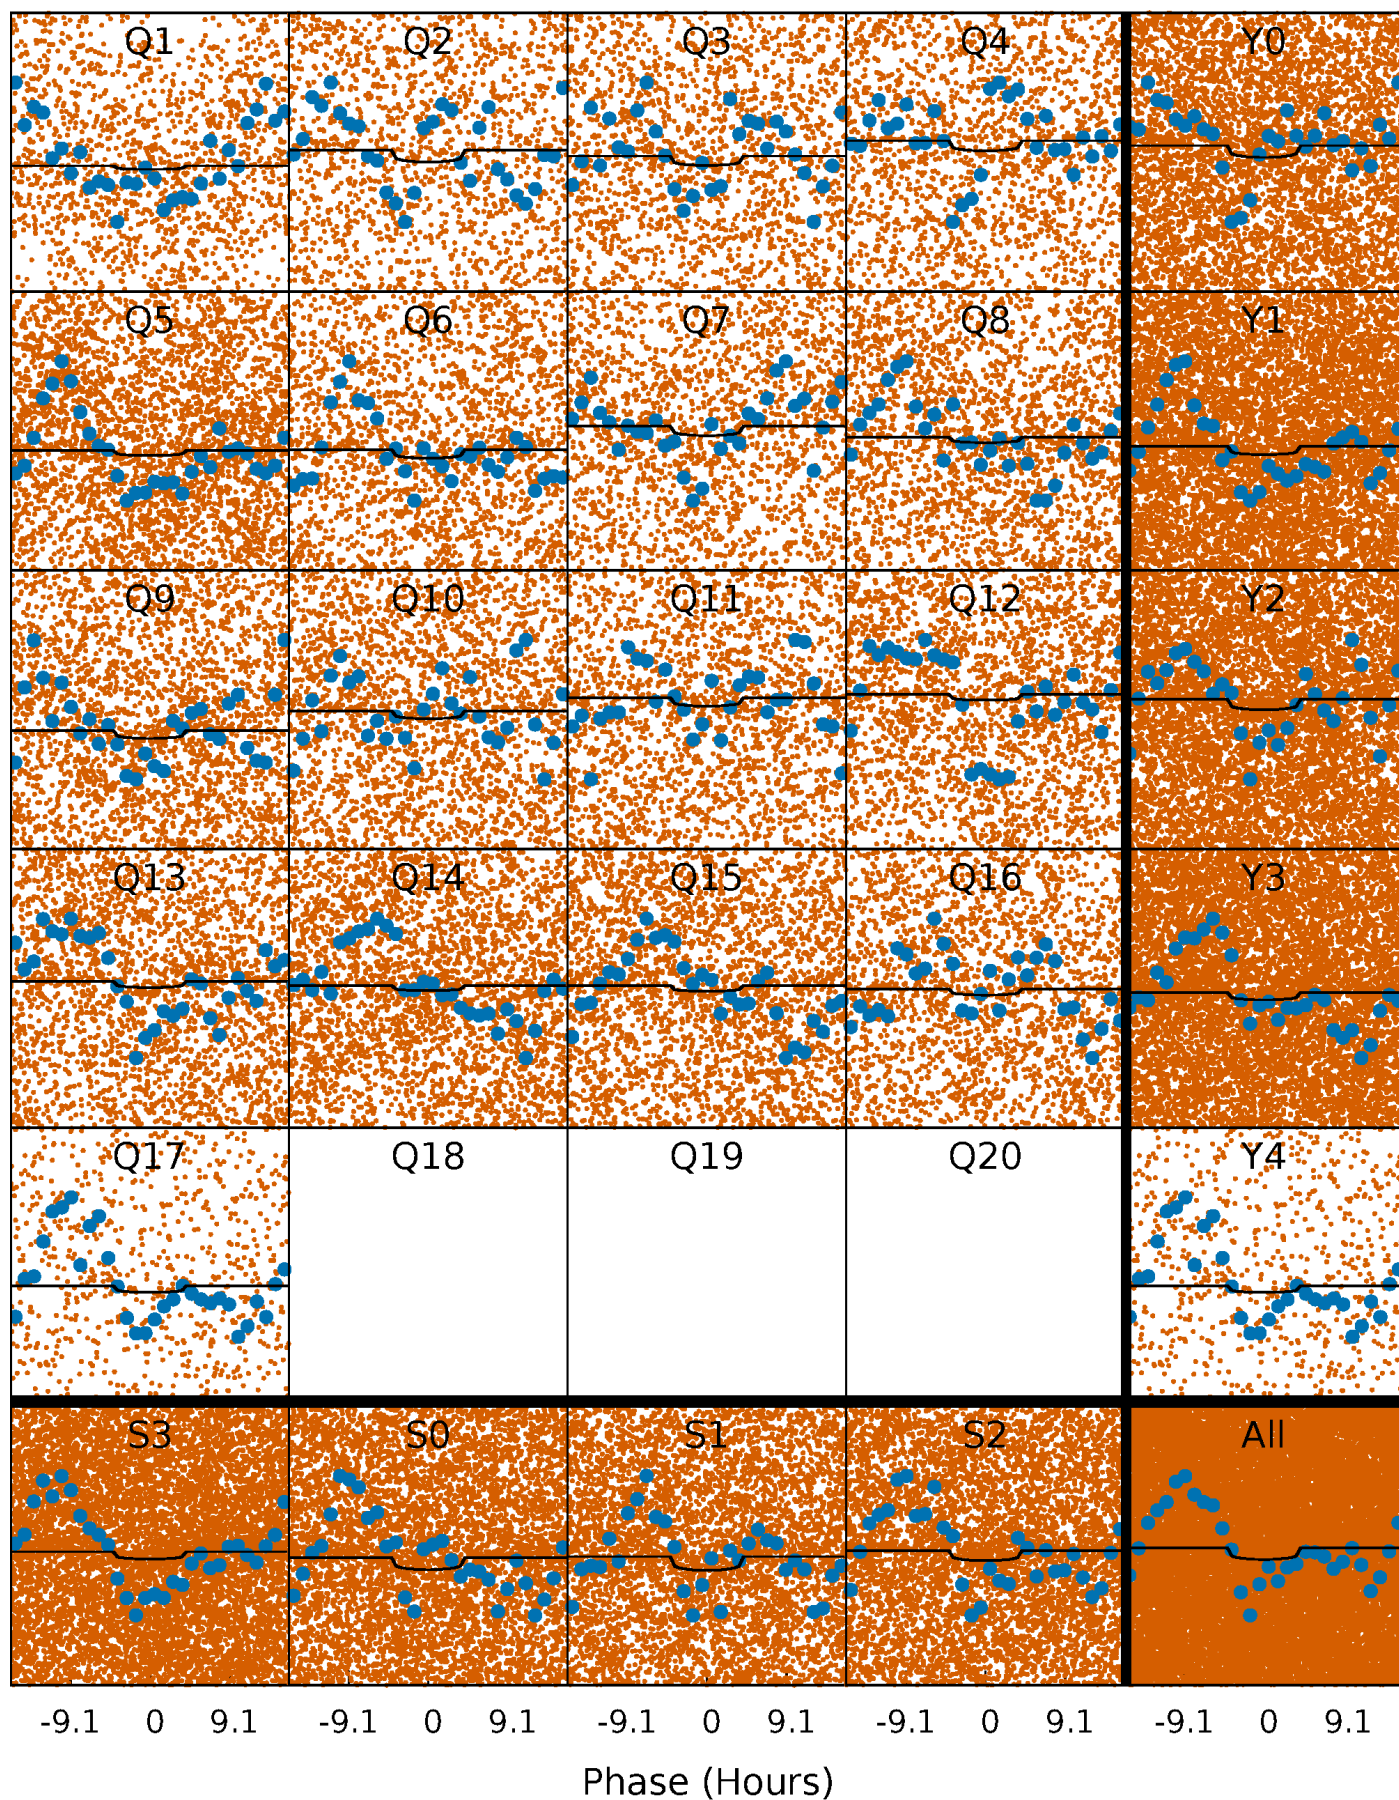 Q1 Q2 Q3 Q4 Y0
Q5 Q6 Q7 Q8 Y1
Q9 Q10 Q11 Q12 Y2
Q13 Q14 Q15 Q16 Y3
Q17 Q18 Q19 Q20 Y4
S3 S0 S1 S2 All
-9.1 0 9.1 -9.1 0 9.1 -9.1 0 9.1 -9.1 0 9.1 -9.1 0 9.1
Phase (Hours)